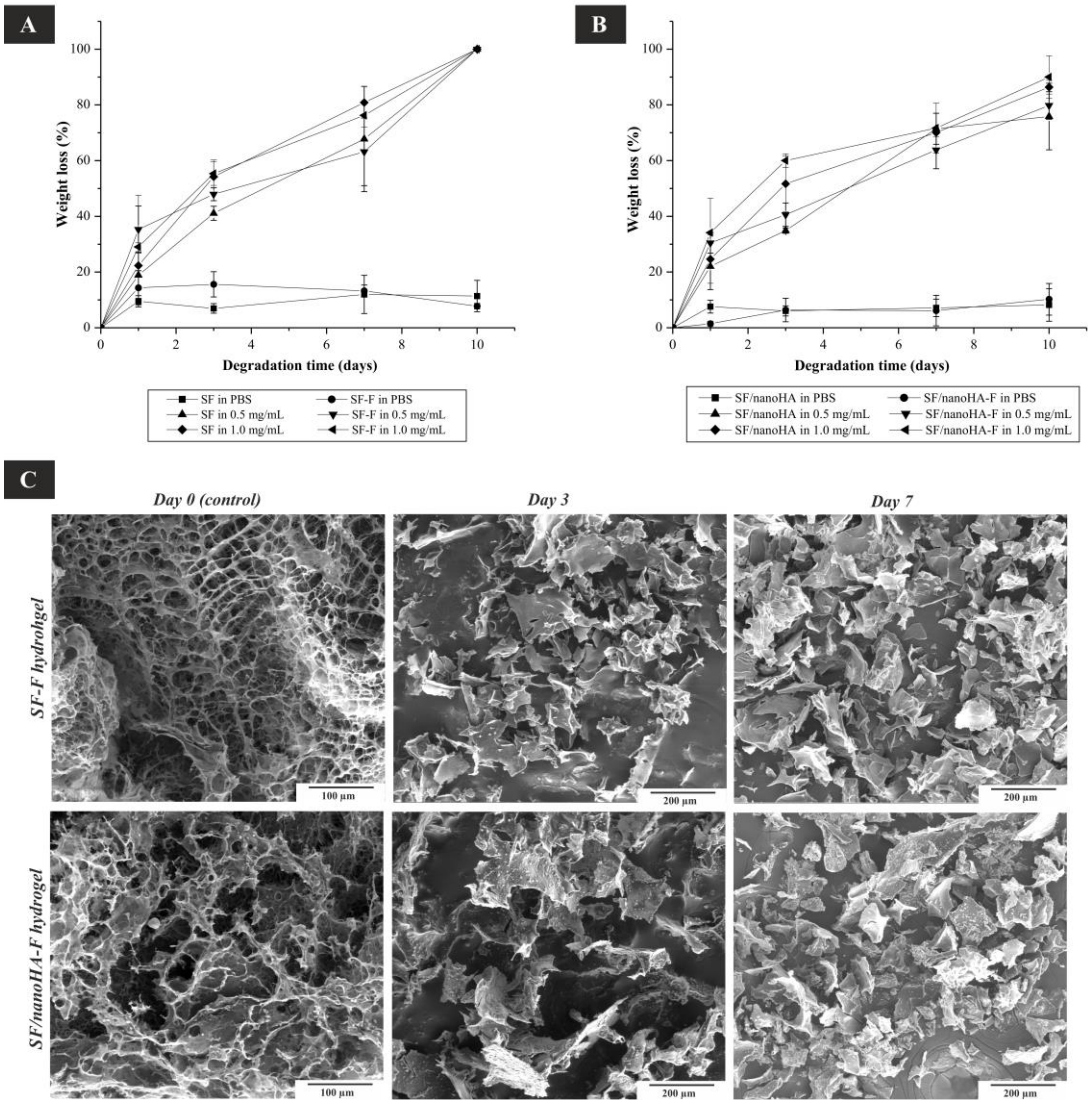 A
B
100
80
60
40
20
0
Weight loss (%)
0 2 4 6 8 10
Degradation time (days)
SF in PBS SF-F in PBS
SF in 0.5 mg/mL SF-F in 0.5 mg/mL
SF in 1.0 mg/mL SF-F in 1.0 mg/mL
100
80
60
40
20
0
Weight loss (%)
0 2 4 6 8 10
Degradation time (days)
SF/nanoHA in PBS SF/nanoHA-F in PBS
SF/nanoHA in 0.5 mg/mL SF/nanoHA-F in 0.5 mg/mL
SF/nanoHA in 1.0 mg/mL SF/nanoHA-F in 1.0 mg/mL
C
Day 0 (control) Day 3 Day 7
SF-F hydrohgel
100 µm 200 µm 200 µm
SF/nanoHA-F hydrogel
100 µm 200 µm 200 µm